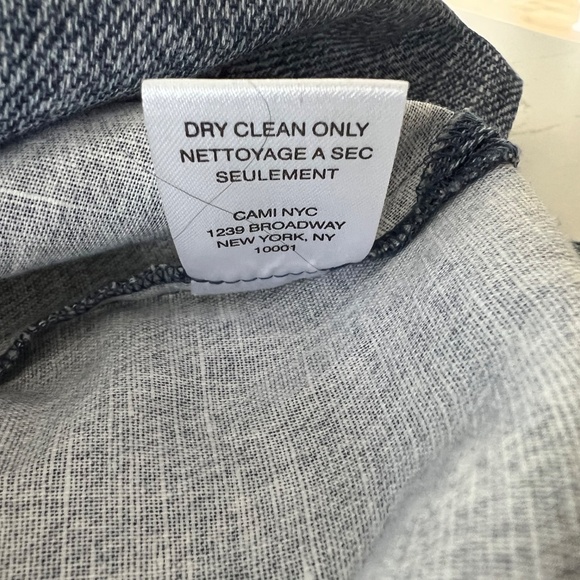 DRY CLEAN ONLY
NETTOYAGE A SEC
SEULEMENT
CAMI NYC
1239 BROADWAY
NEW YORK, NY
10001